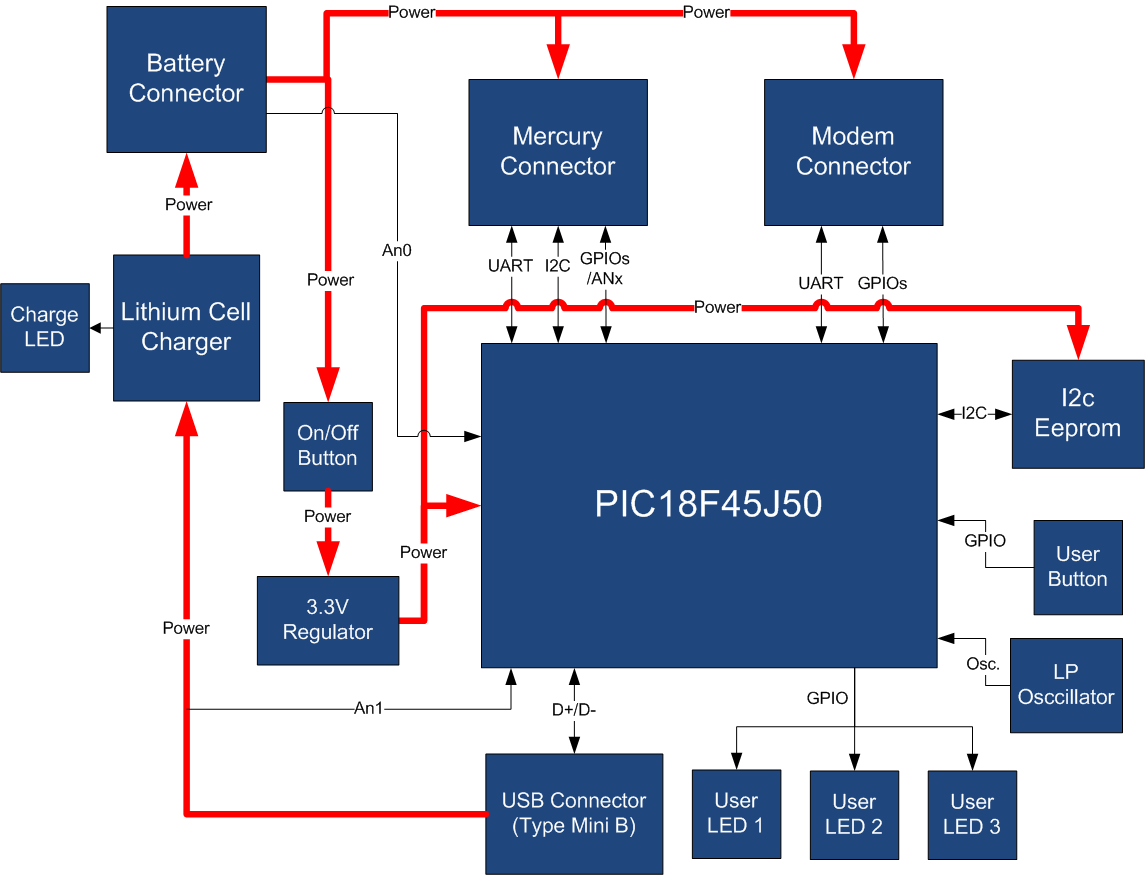 Power
Power
Battery
Connector
Mercury
Connector
Modem
Connector
Power
An0
UART
I2C
GPIOs
/ANx
UART
GPIOs
Power
Power
Charge
LED
Lithium Cell
Charger
I2c
Eeprom
I2C
On/Off
Button
PIC18F45J50
Power
Power
GPIO
User
Button
3.3V
Regulator
Power
Osc.
LP
Osccillator
An1
D+/D-
GPIO
USB Connector
(Type Mini B)
User
LED 1
User
LED 2
User
LED 3